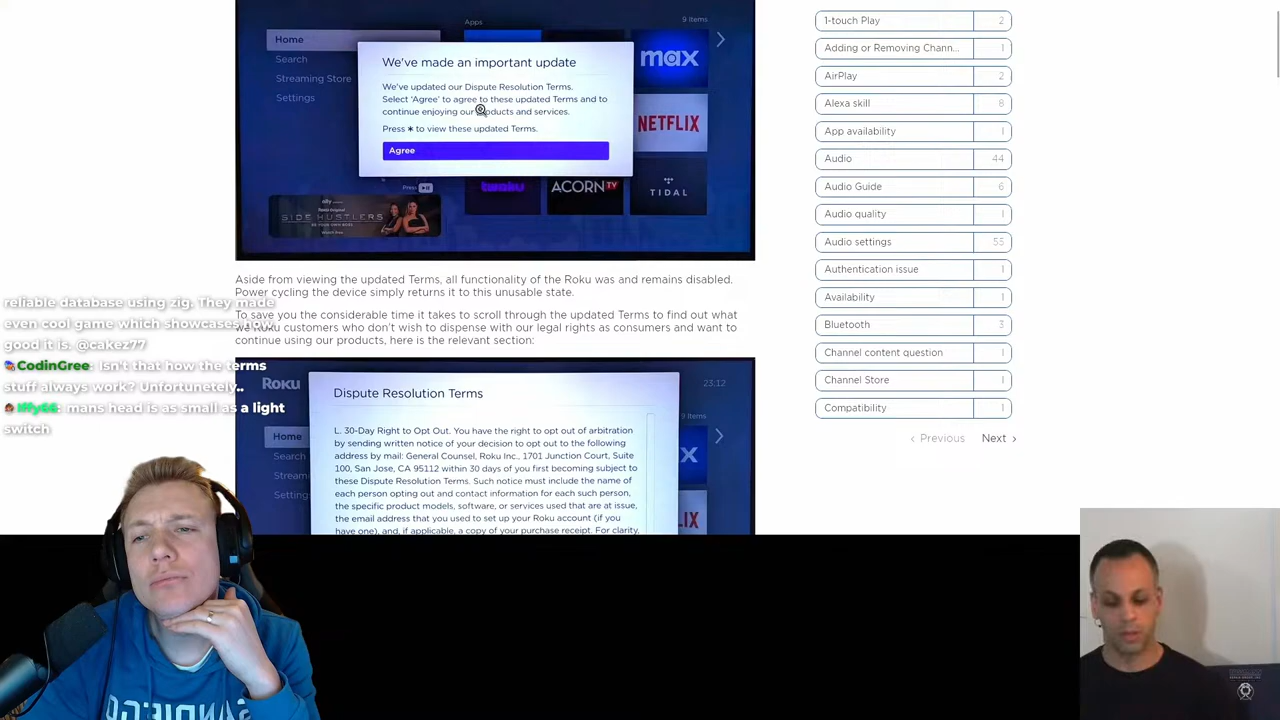 Apps
9 Items
Home
Search
Streaming Store
Settings
We've made an important update
We've updated our Dispute Resolution Terms.
Select 'Agree' to agree to these updated Terms and to
continue enjoying our products and services.
Press * to view these updated Terms.
Agree
max
NETFLIX
ACORN TV
TIDAL
Press
SIDE HUSTLERS
Aside from viewing the updated Terms, all functionality of the Roku was and remains disabled.
Power cycling the device simply returns it to this unusable state.
To save you the considerable time it takes to scroll through the updated Terms to find out what
we Roku customers who don't wish to dispense with our legal rights as consumers and want to
continue using our products, here is the relevant section:
Roku
23:12
9 Items
Home
Search
Stream
Setting
Dispute Resolution Terms
L. 30-Day Right to Opt Out. You have the right to opt out of arbitration
by sending written notice of your decision to opt out to the following
address by mail: General Counsel, Roku Inc., 1701 Junction Court, Suite
100, San Jose, CA 95112 within 30 days of you first becoming subject to
these Dispute Resolution Terms. Such notice must include the name of
each person opting out and contact information for each such person,
the specific product models, software, or services used that are at issue,
the email address that you used to set up your Roku account (if you
have one), and, if applicable, a copy of your purchase receipt. For clarity,
X
LIX
1-touch Play 2
Adding or Removing Chann... 1
AirPlay 2
Alexa skill 8
App availability 1
Audio 44
Audio Guide 6
Audio quality 1
Audio settings 55
Authentication issue 1
Availability 1
Bluetooth 3
Channel content question 1
Channel Store 1
Compatibility 1
Previous Next
reliable database using zig. They made
even cool game which showcases how
good it is. @cakez77
CodinGree: Isn't that how the terms
stuff always work? Unfortunetely..
Iffy66: mans head is as small as a light
switch
SANDIEGO